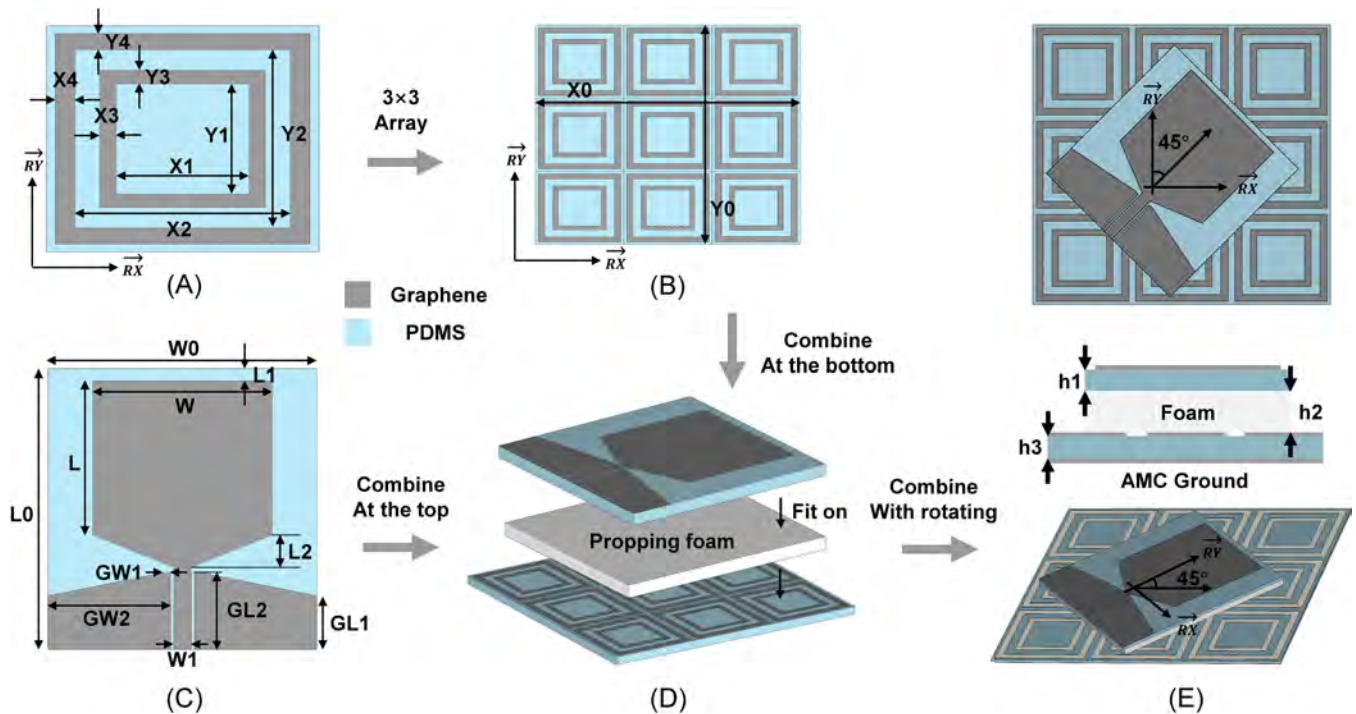 Y4
X4
Y3
X3
Y1
Y2
X1
X2
RY
RX
(A)
3×3
Array
X0
Y0
RY
RX
(B)
Graphene
PDMS
W0
L1
W
L
L0
L2
GW1
GW2
GL2
GL1
W1
(C)
Combine
At the top
Combine
At the bottom
Propping foam
Fit on
(D)
Combine
With rotating
RY
45°
RX
h1
Foam
h2
h3
AMC Ground
RY
45°
RX
(E)